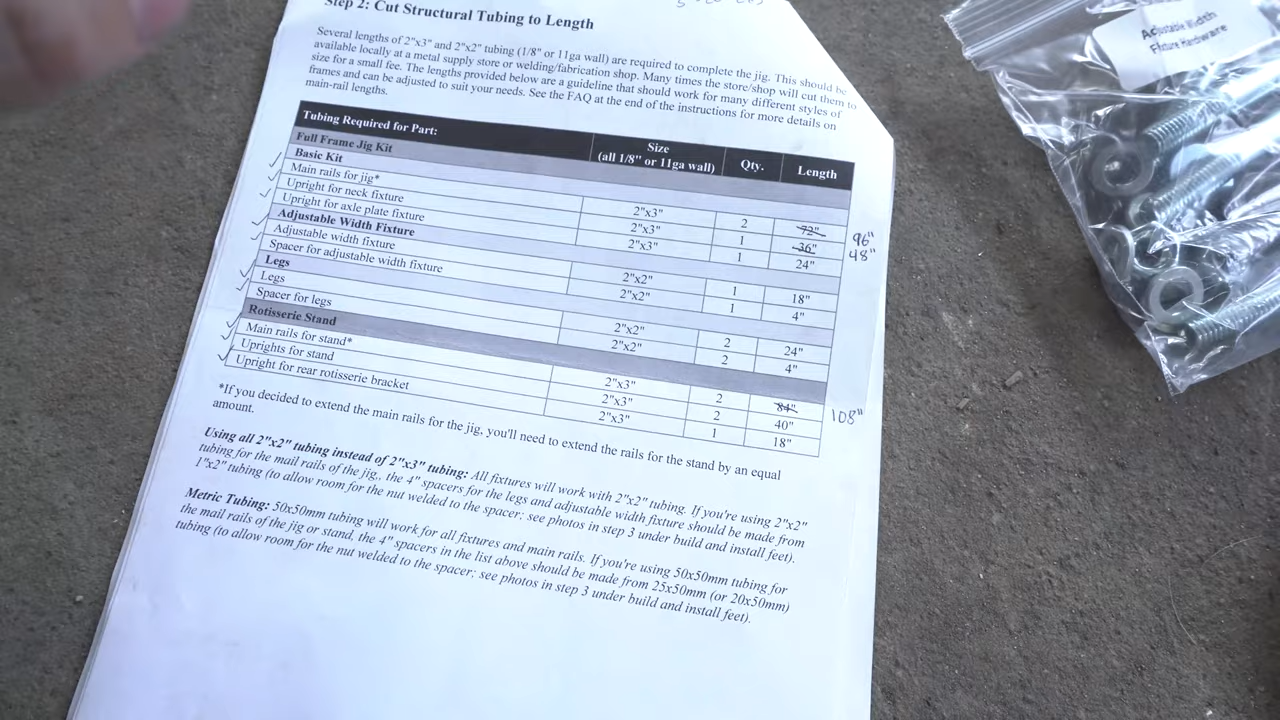 Step 2: Cut Structural Tubing to Length
Several lengths of 2"x3" and 2"x2" tubing (1/8" or 11ga wall) are required to complete the jig. This should be
available locally at a metal supply store or welding/fabrication shop. Many times the store/shop will cut them to
size for a small fee. The lengths provided below are a guideline that should work for many different styles of
frames and can be adjusted to suit your needs. See the FAQ at the end of the instructions for more details on
main-rail lengths.
Tubing Required for Part: Size (all 1/8" or 11ga wall) Qty. Length
Full Frame Jig Kit
Basic Kit
Main rails for jig* 2"x3" 2 72" 96"
Upright for neck fixture 2"x3" 1 36" 48"
Upright for axle plate fixture 2"x3" 1 24"
Adjustable Width Fixture
Adjustable width fixture 2"x2" 1 18"
Spacer for adjustable width fixture 2"x2" 1 4"
Legs
Legs 2"x2" 2 24"
Spacer for legs 2"x2" 2 4"
Rotisserie Stand
Main rails for stand* 2"x3" 2 84" 108"
Uprights for stand 2"x3" 2 40"
Upright for rear rotisserie bracket 2"x3" 1 18"
*If you decided to extend the main rails for the jig, you'll need to extend the rails for the stand by an equal
amount.
Using all 2"x2" tubing instead of 2"x3" tubing: All fixtures will work with 2"x2" tubing. If you're using 2"x2"
tubing for the mail rails of the jig,, the 4" spacers for the legs and adjustable width fixture should be made from
1"x2" tubing (to allow room for the nut welded to the spacer; see photos in step 3 under build and install feet).
Metric Tubing: 50x50mm tubing will work for all fixtures and main rails. If you're using 50x50mm tubing for
the mail rails of the jig or stand, the 4" spacers in the list above should be made from 25x50mm (or 20x50mm)
tubing (to allow room for the nut welded to the spacer; see photos in step 3 under build and install feet).
Adjustable Width
Fixture Hardware